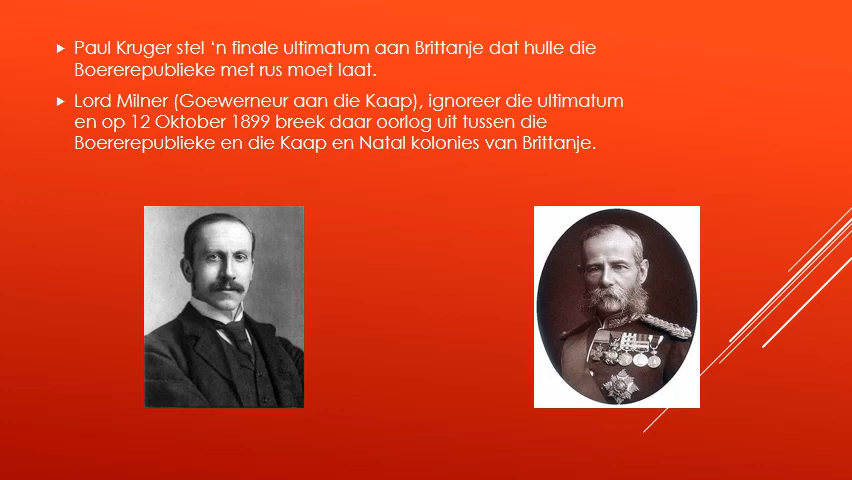 Paul Kruger stel ‘n finale ultimatum aan Brittanje dat hulle die
Boererepublieke met rus moet laat.
Lord Milner (Goewerneur aan die Kaap), ignoreer die ultimatum
en op 12 Oktober 1899 breek daar oorlog uit tussen die
Boererepublieke en die Kaap en Natal kolonies van Brittanje.